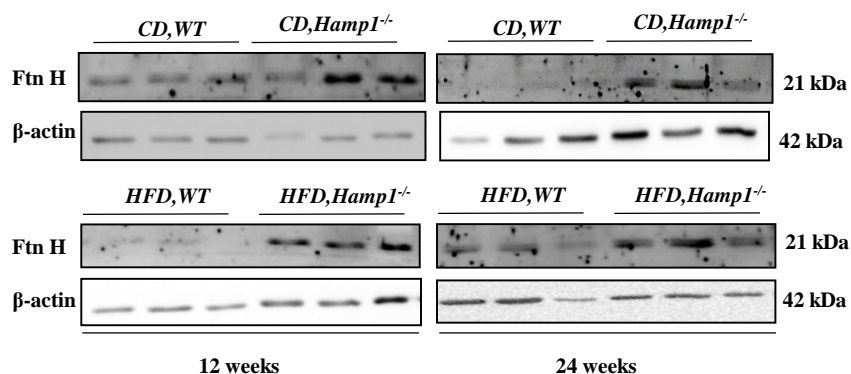 CD,WT CD,Hamp1-/- CD,WT CD,Hamp1-/-
Ftn H 21 kDa
β-actin 42 kDa
HFD,WT HFD,Hamp1-/- HFD,WT HFD,Hamp1-/-
Ftn H 21 kDa
β-actin 42 kDa
12 weeks 24 weeks